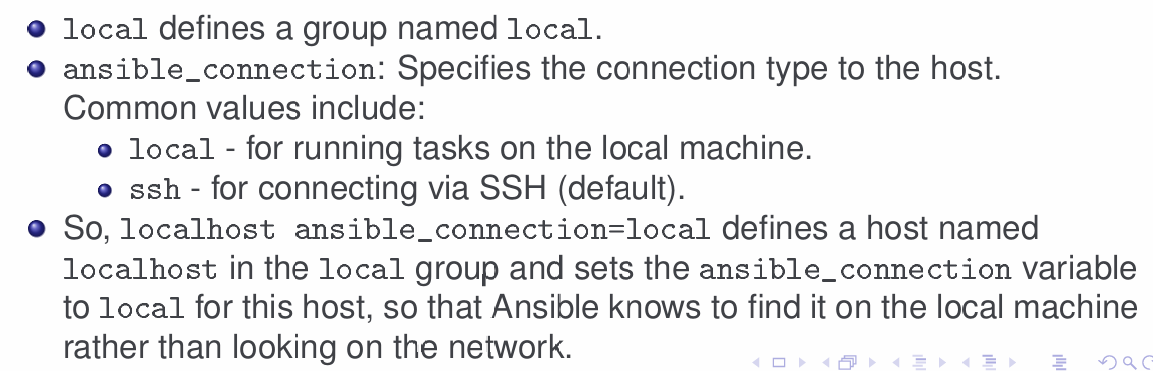 local defines a group named local.
ansible_connection: Specifies the connection type to the host.
Common values include:
local - for running tasks on the local machine.
ssh - for connecting via SSH (default).
So, localhost ansible_connection=local defines a host named
localhost in the local group and sets the ansible_connection variable
to local for this host, so that Ansible knows to find it on the local machine
rather than looking on the network.